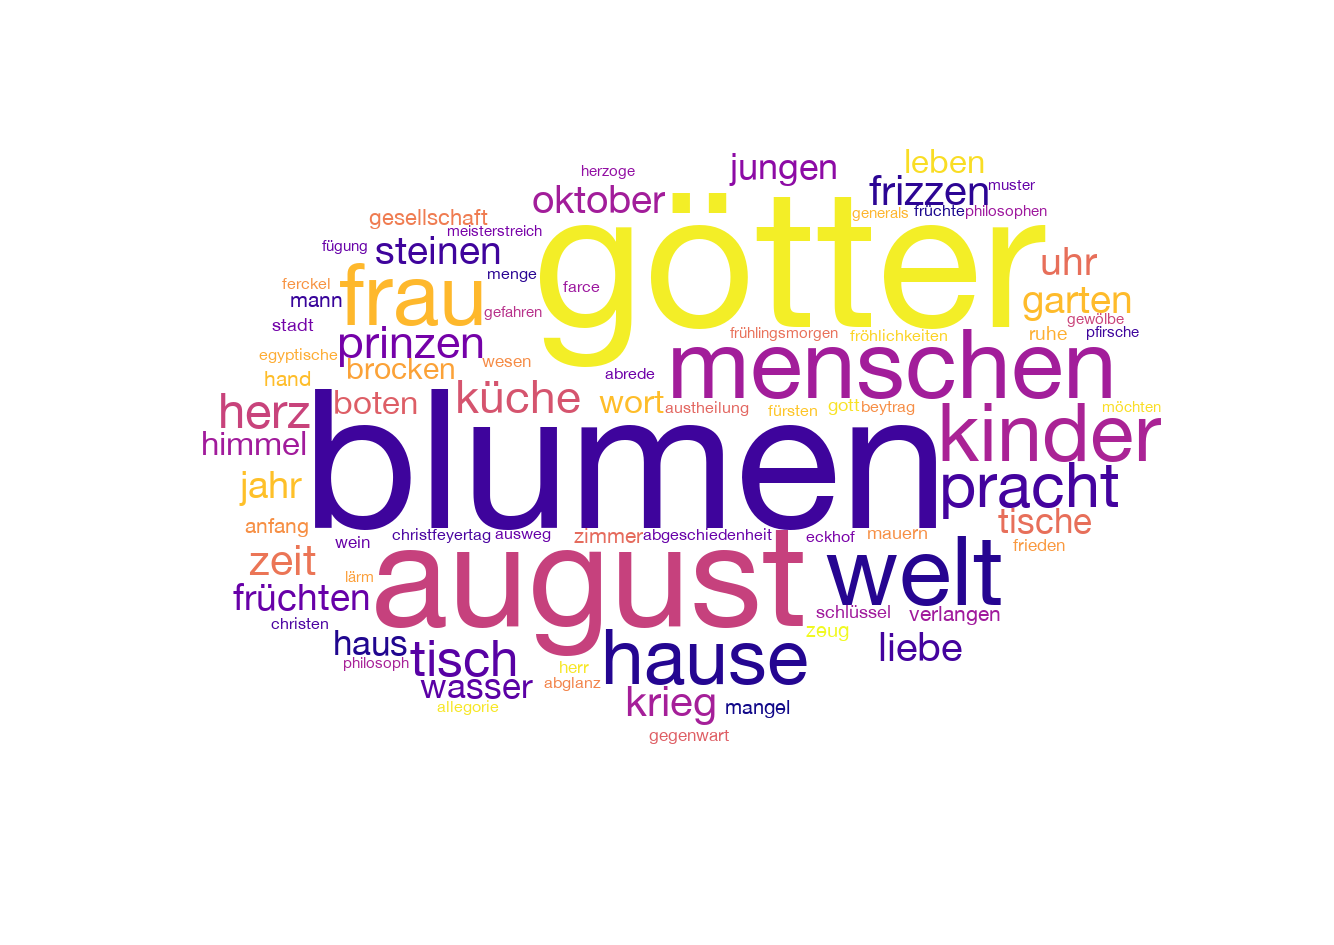 herzoge
jungen
leben
oktober
frizzen
muster
gesellschaft
götter
generals
früchte
philosophen
meisterstreich
fügung
steinen
menge
uhr
ferckel
mann
frau
farce
garten
stadt
gefahren
gewölbe
prinzen
frühlingsmorgen
fröhlichkeiten
ruhe
pfirsche
egyptische
brocken
wesen
menschen
hand
abrede
herz
boten
küche
wort
austheilung
fürsten
gott
beytrag
kinder
möchten
himmel
blumen
jahr
pracht
anfang
tische
wein
christfeyertag
ausweg
zimmer
abgeschiedenheit
eckhof
mauern
frieden
zeit
lärm
august
welt
früchten
schlüssel
verlangen
christen
haus
zeug
philosoph
tisch
herr
hause
liebe
wasser
abglanz
allegorie
krieg
mangel
gegenwart